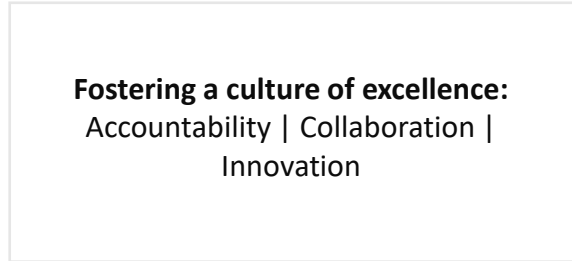 Fostering a culture of excellence:
Accountability | Collaboration |
Innovation